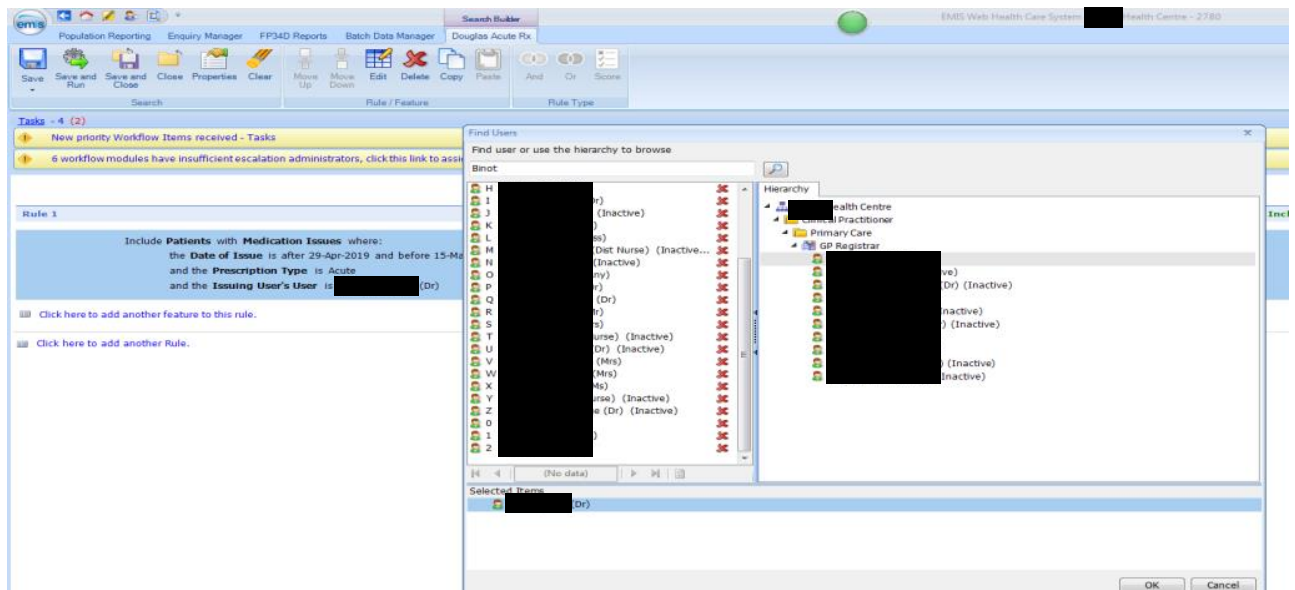 emis
Search Builder
EMIS Web Health Care System Health Centre - 2780
Population Reporting Enquiry Manager FP34D Reports Batch Data Manager Douglas Acute Rx
Save Save and Run Save and Close Close Properties Clear Move Up Move Down Edit Delete Copy Paste And Or Score
Search Rule / Feature Rule Type
Tasks - 4 (2)
New priority Workflow Items received - Tasks
6 workflow modules have insufficient escalation administrators, click this link to assi
Rule 1
Include Patients with Medication Issues where:
the Date of Issue is after 29-Apr-2019 and before 15-Ma
and the Prescription Type is Acute
and the Issuing User's User is (Dr)
Click here to add another feature to this rule.
Click here to add another Rule.
Incl
Find Users
Find user or use the hierarchy to browse
Binot
H
I
J (Inactive)
K
L
M (Dist Nurse) (Inactive...
N (Inactive)
O
P
Q (Dr)
R
S
T (Inactive)
U (Dr) (Inactive)
V (Mrs)
W (Mrs)
X
Y (Inactive)
Z (Dr) (Inactive)
0
1
2
(No data)
Hierarchy
ealth Centre
Clinical Practitioner
Primary Care
GP Registrar
ve)
(Dr) (Inactive)
nactive)
) (Inactive)
) (Inactive)
Inactive)
Selected Items
(Dr)
OK Cancel